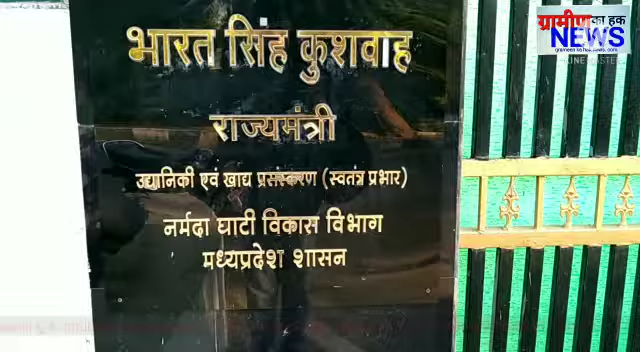 भारत सिंह कुशवाह
राज्यमंत्री
उद्यानिकी एवं खाद्य प्रसंस्करण (स्वतंत्र प्रभार)
नर्मदा घाटी विकास विभाग
मध्यप्रदेश शासन
ग्रामीण का हक
NEWS